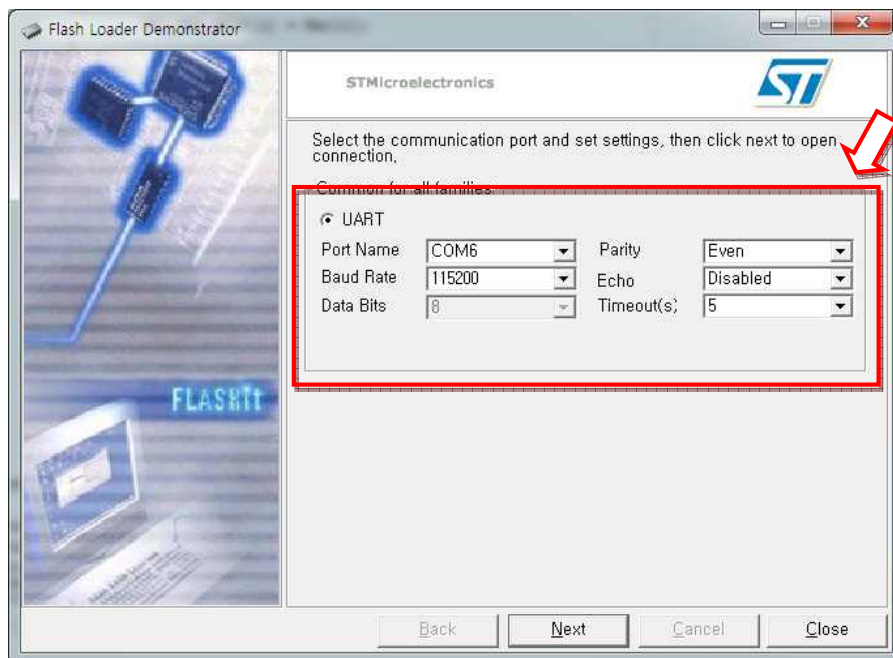 Flash Loader Demonstrator
STMicroelectronics
ST
Select the communication port and set settings, then click next to open
connection,
Common for all families
UART
Port Name COM6 Parity Even
Baud Rate 115200 Echo Disabled
Data Bits 8 Timeout(s) 5
FLASHit
Back Next Cancel Close